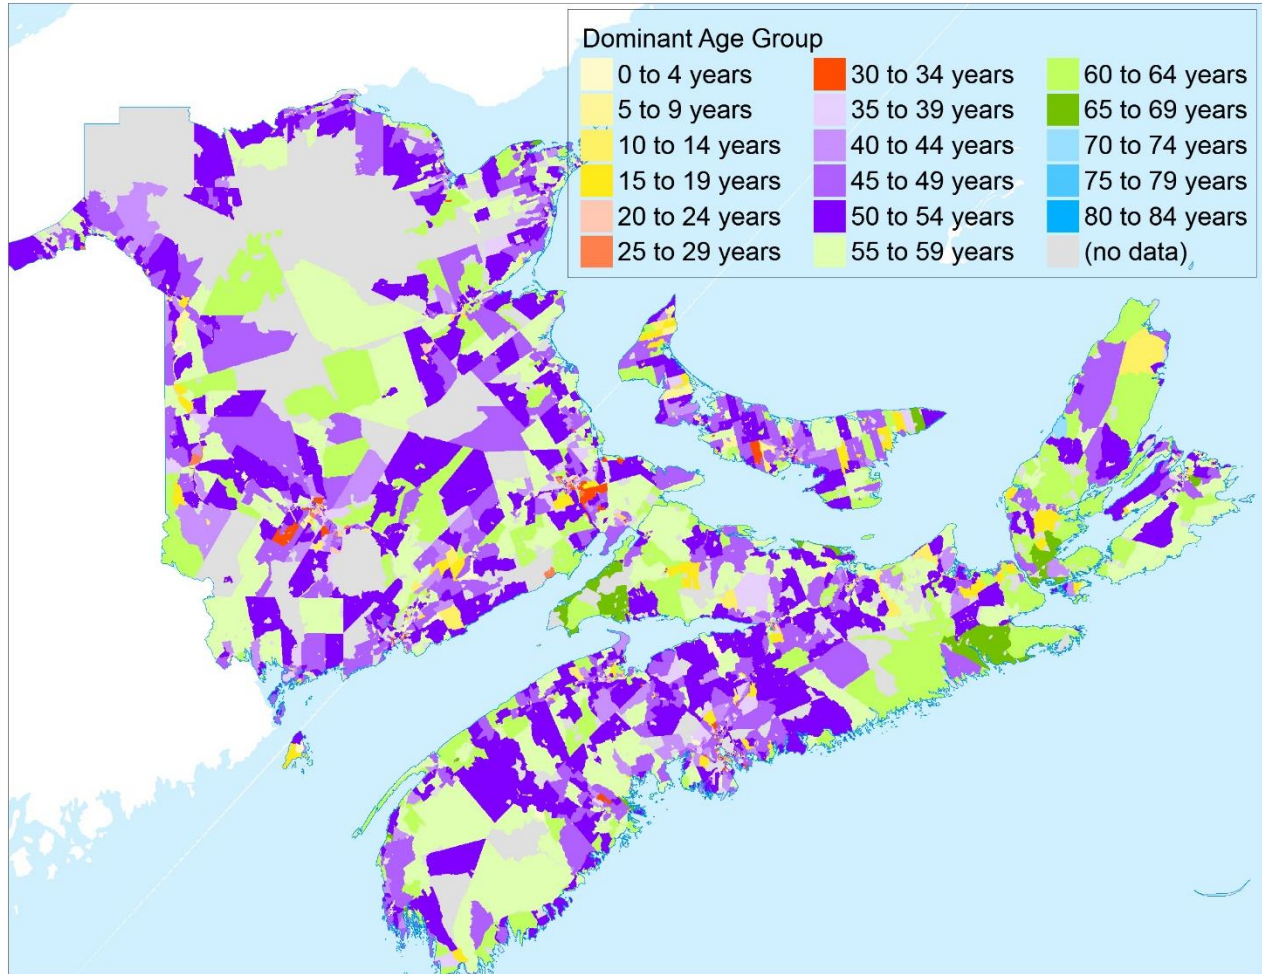 Dominant Age Group
0 to 4 years
5 to 9 years
10 to 14 years
15 to 19 years
20 to 24 years
25 to 29 years
30 to 34 years
35 to 39 years
40 to 44 years
45 to 49 years
50 to 54 years
55 to 59 years
60 to 64 years
65 to 69 years
70 to 74 years
75 to 79 years
80 to 84 years
(no data)